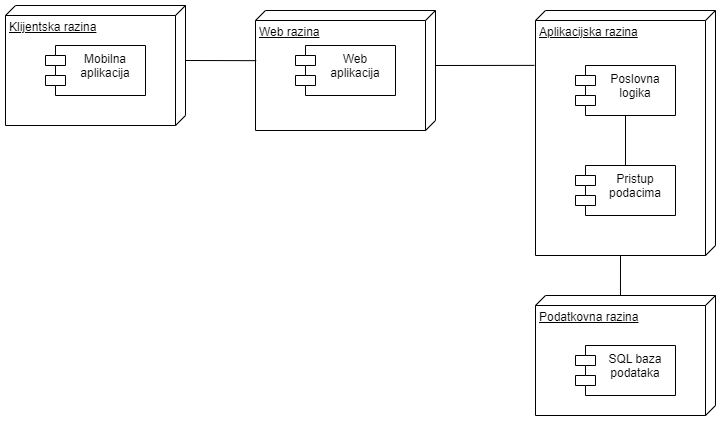 Klijentska razina
Mobilna
aplikacija
Web razina
Web
aplikacija
Aplikacijska razina
Poslovna
logika
Pristup
podacima
Podatkovna razina
SQL baza
podataka